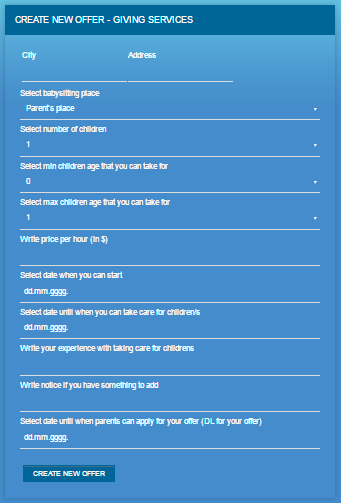 CREATE NEW OFFER - GIVING SERVICES
City Address
Select babysitting place
Parent's place
Select number of children
1
Select min children age that you can take for
0
Select max children age that you can take for
1
Write price per hour (in $)
Select date when you can start
dd.mm.gggg.
Select date until when you can take care for children/s
dd.mm.gggg.
Write your experience with taking care for childrens
Write notice if you have something to add
Select date until when parents can apply for your offer (DL for your offer)
dd.mm.gggg.
CREATE NEW OFFER